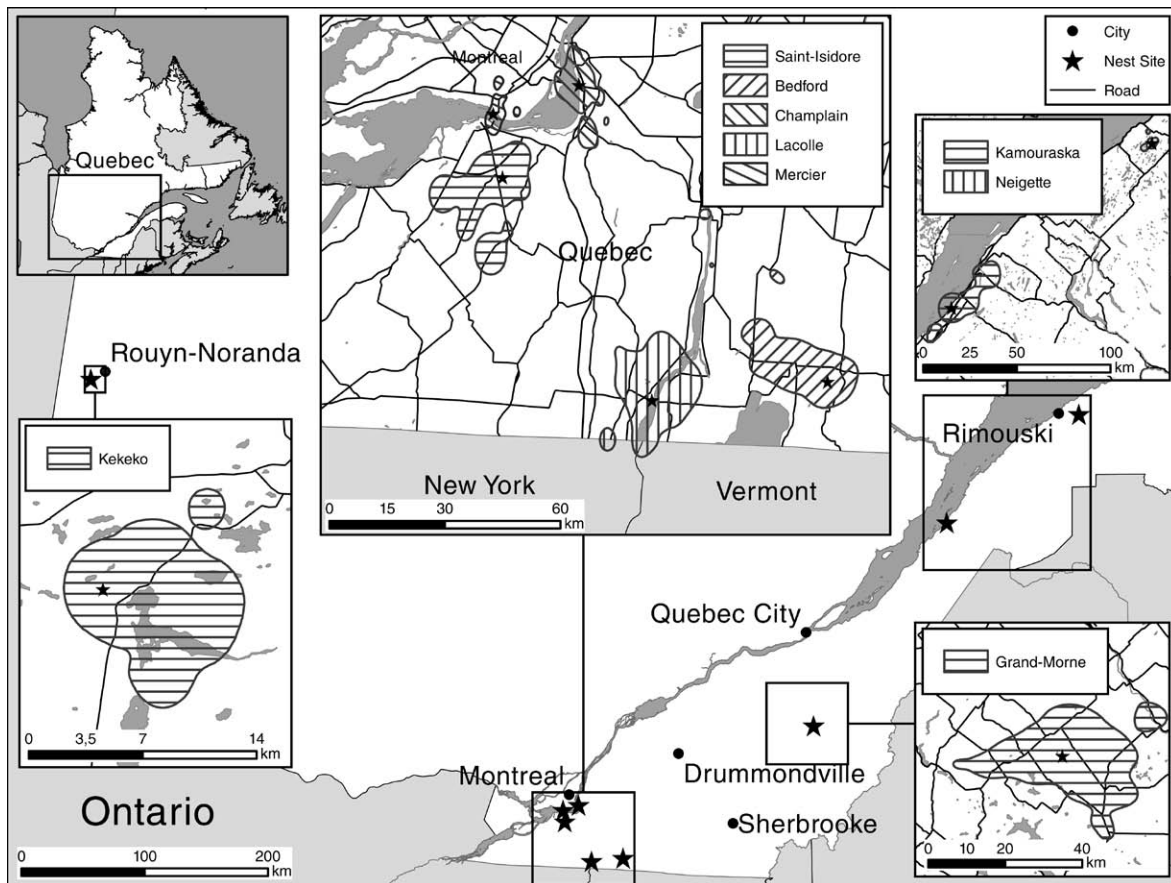 Quebec
Montreal
Quebec
New York
Vermont
0 15 30 60
km
Saint-Isidore
Bedford
Champlain
Lacolle
Mercier
City
Nest Site
Road
Kamouraska
Neigette
0 25 50 100
km
Rouyn-Noranda
Kekeko
0 3,5 7 14
km
Rimouski
Quebec City
Grand-Morne
0 10 20 40
km
Montreal
Drummondville
Sherbrooke
Ontario
0 100 200
km